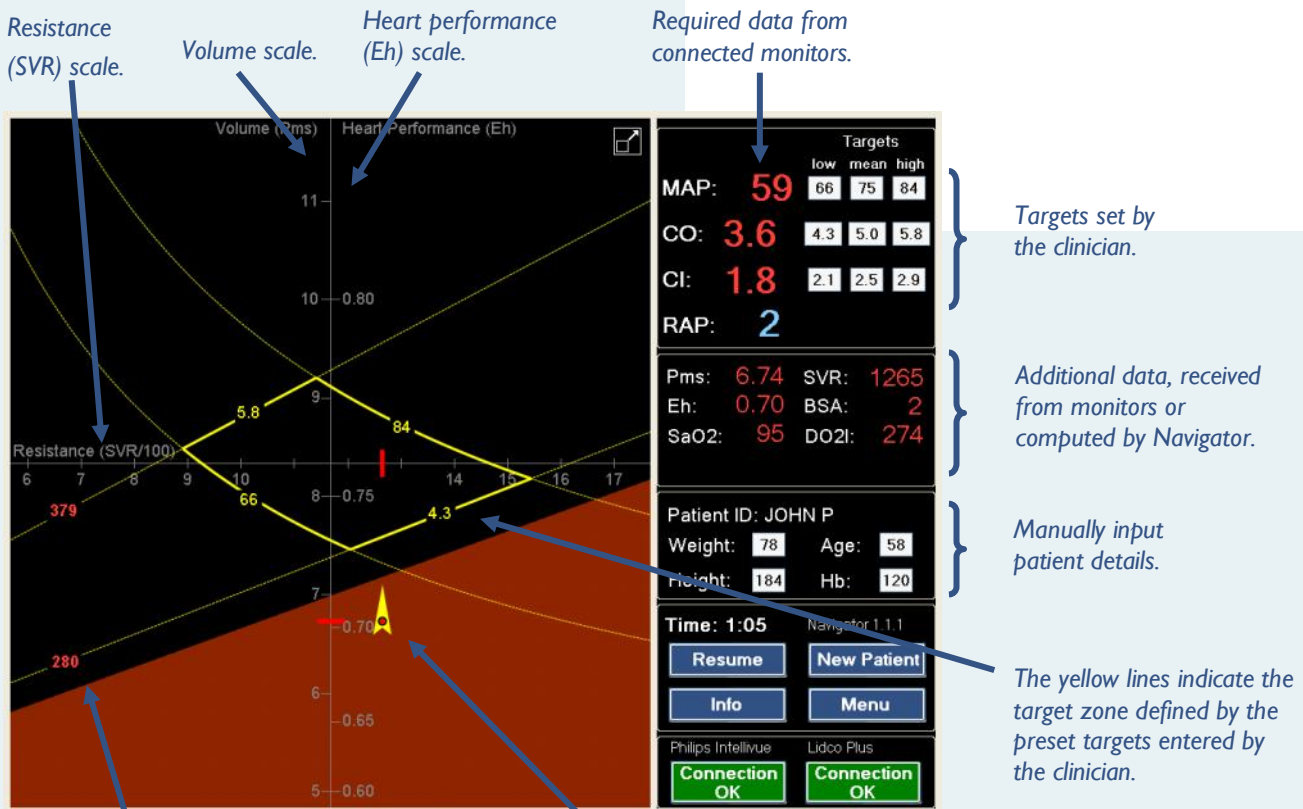 Resistance
(SVR) scale.
Volume scale.
Heart performance
(Eh) scale.
Required data from
connected monitors.
Volume (Pms)
Heart Performance (Eh)
11
10
0.80
9
5.8
84
Resistance (SVR/100)
6 7 8 9 10 14 15 16 17
8
0.75
66
4.3
379
7
0.70
280
6
0.65
5
0.60
Targets
low mean high
MAP: 59 66 75 84
CO: 3.6 4.3 5.0 5.8
CI: 1.8 2.1 2.5 2.9
RAP: 2
Pms: 6.74 SVR: 1265
Eh: 0.70 BSA: 2
SaO2: 95 DO2I: 274
Patient ID: JOHN P
Weight: 78 Age: 58
Height: 184 Hb: 120
Time: 1:05 Navigator 1.1.1
Resume New Patient
Info Menu
Philips Intellivue Lidco Plus
Connection
OK
Connection
OK
Targets set by
the clinician.
Additional data, received
from monitors or
computed by Navigator.
Manually input
patient details.
The yellow lines indicate the
target zone defined by the
preset targets entered by
the clinician.